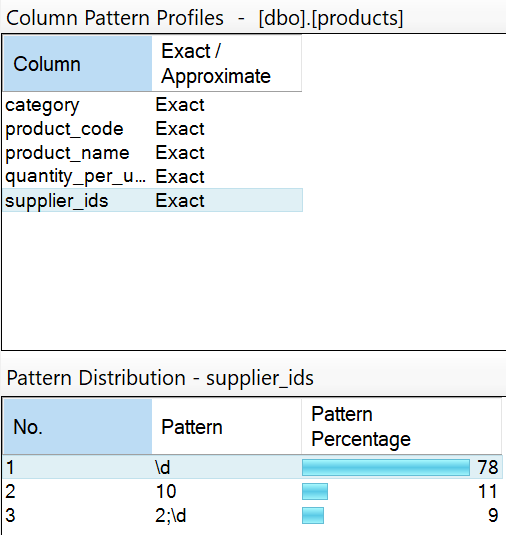 Column Pattern Profiles - [dbo].[products]
Column Exact / Approximate
category Exact
product_code Exact
product_name Exact
quantity_per_u... Exact
supplier_ids Exact
Pattern Distribution - supplier_ids
No. Pattern Pattern Percentage
1 \d 78
2 10 11
3 2;\d 9